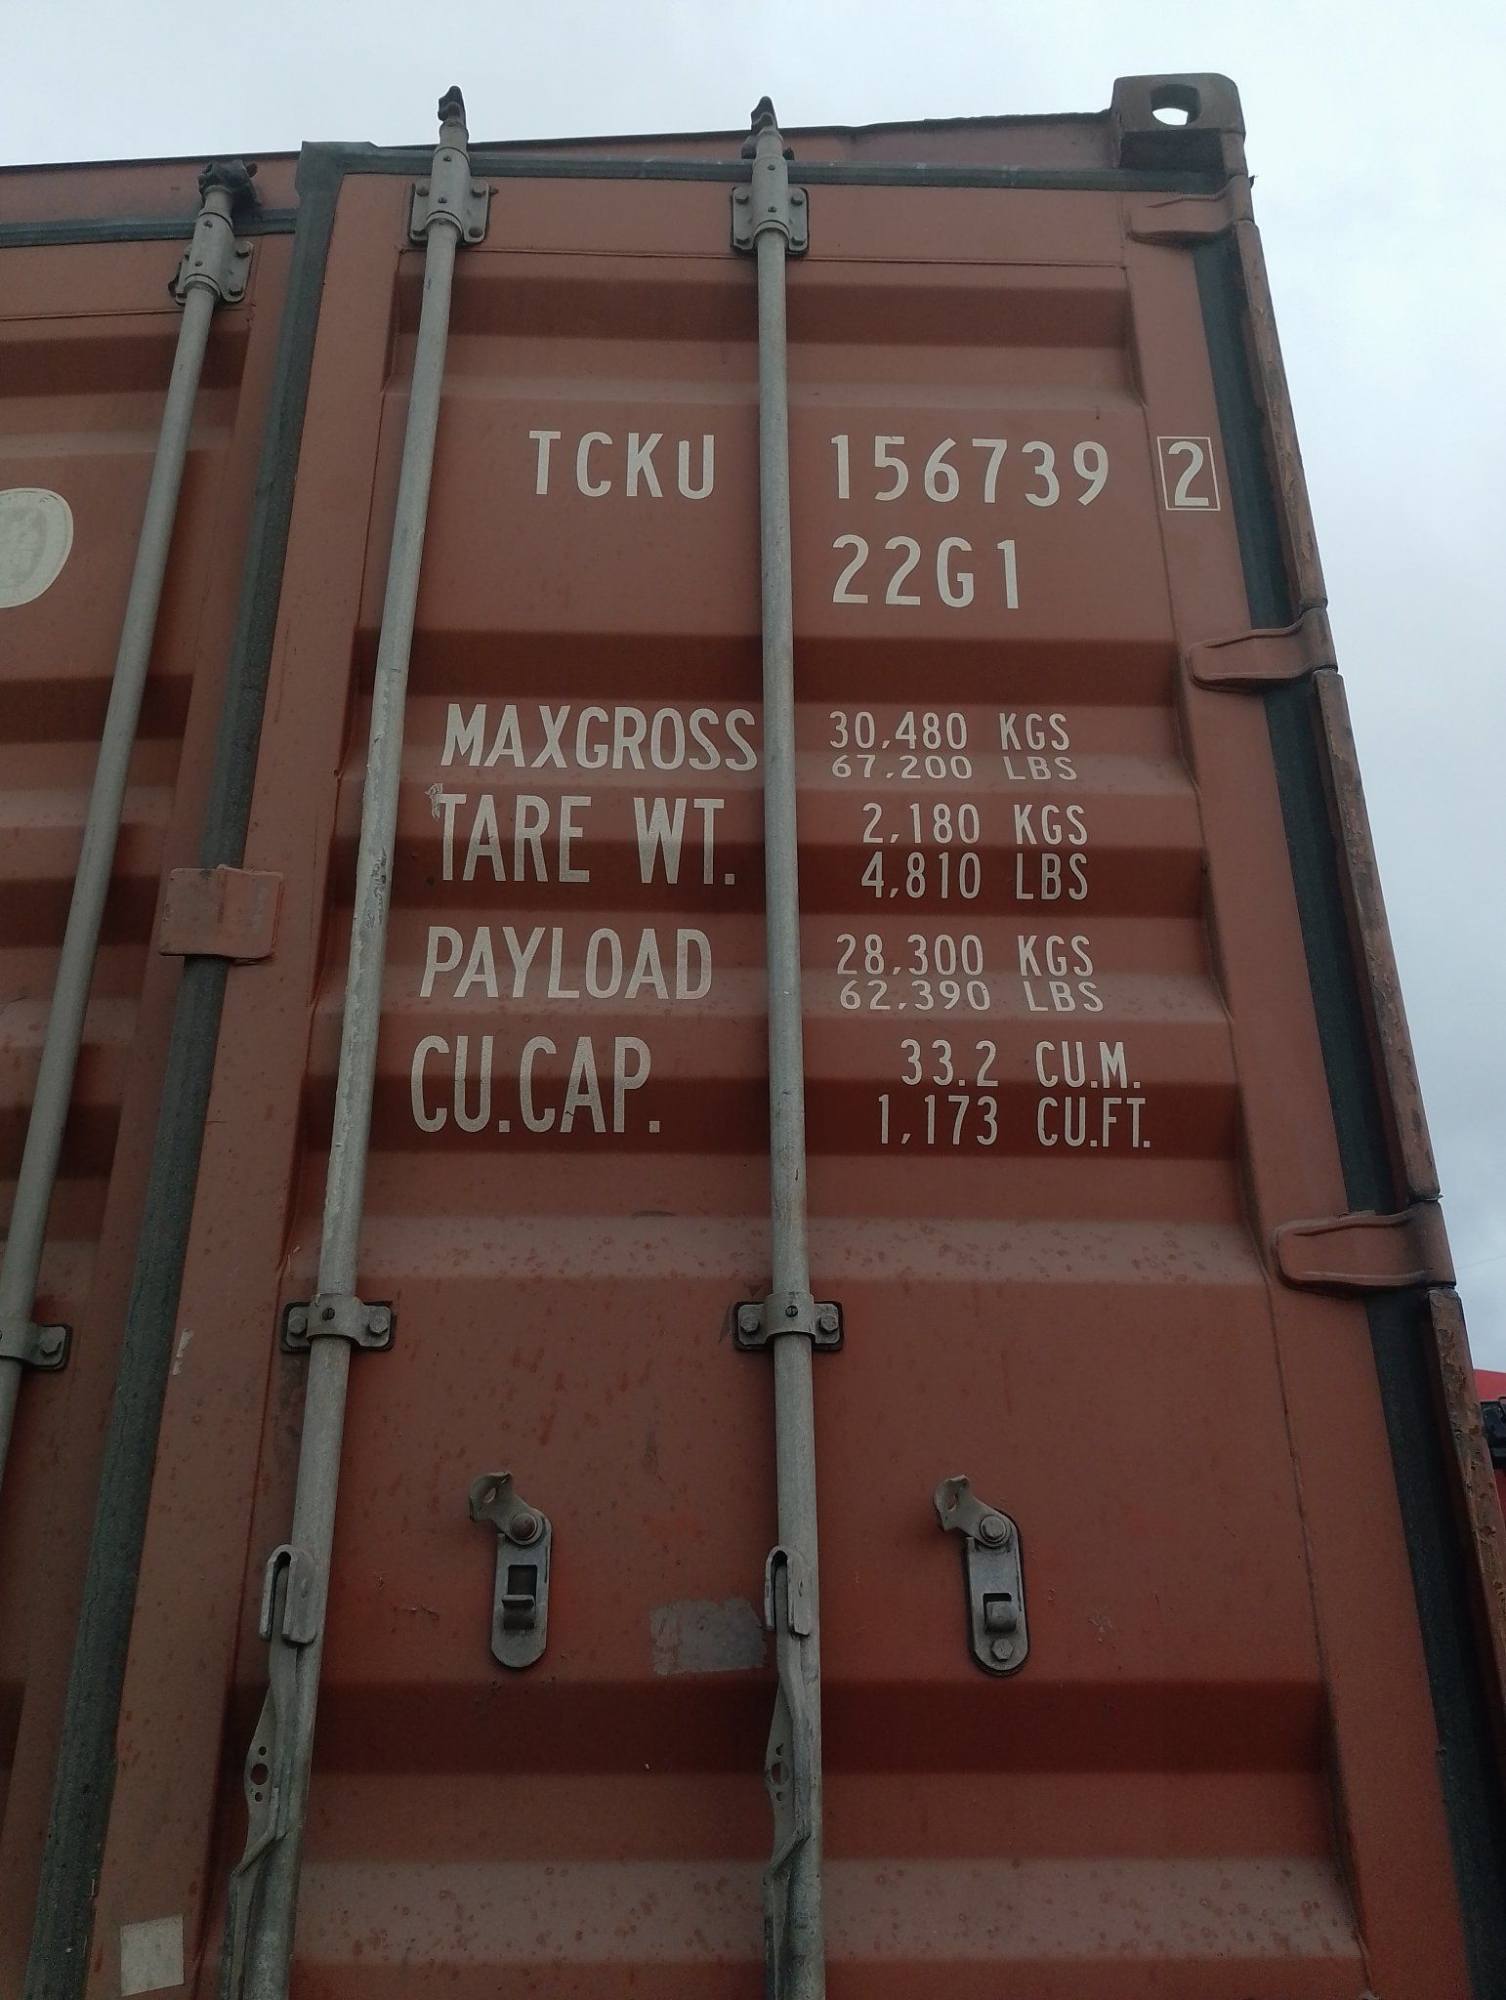 TCKU 156739 2
22G1
MAXGROSS 30,480 KGS
67,200 LBS
TARE WT. 2,180 KGS
4,810 LBS
PAYLOAD 28,300 KGS
62,390 LBS
CU.CAP. 33.2 CU.M.
1,173 CU.FT.